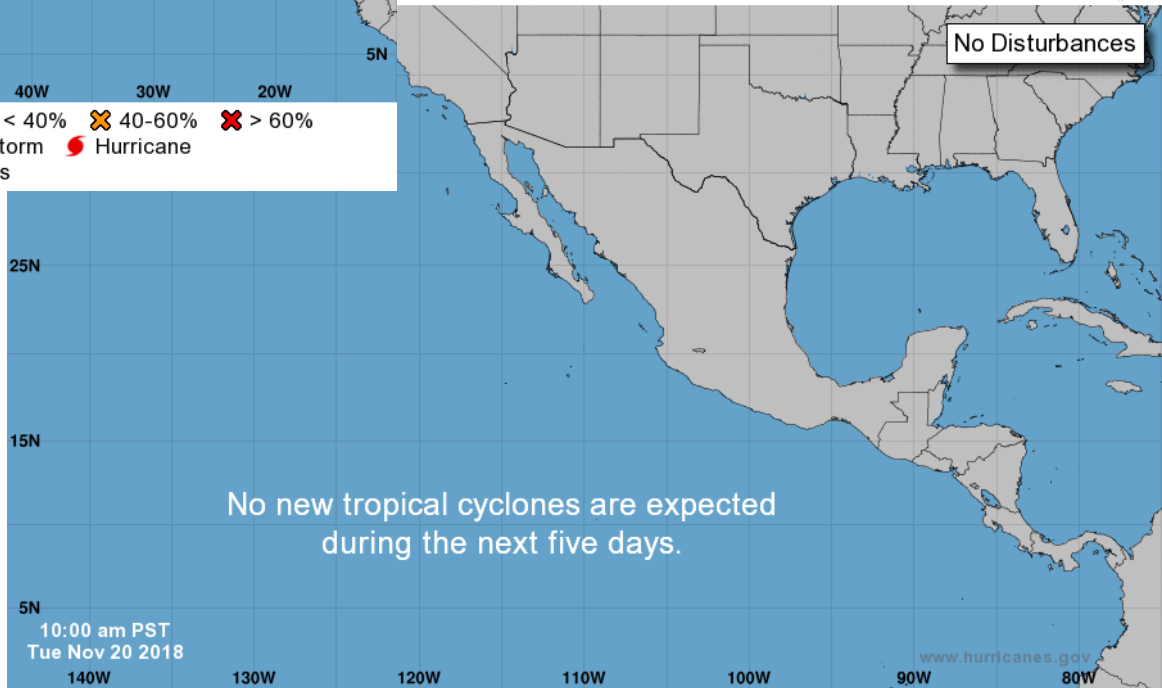 5N
No Disturbances
40W 30W 20W
< 40% 40-60% > 60%
torm Hurricane
s
25N
15N
No new tropical cyclones are expected
during the next five days.
5N
10:00 am PST
Tue Nov 20 2018
www.hurricanes.gov
140W 130W 120W 110W 100W 90W 80W